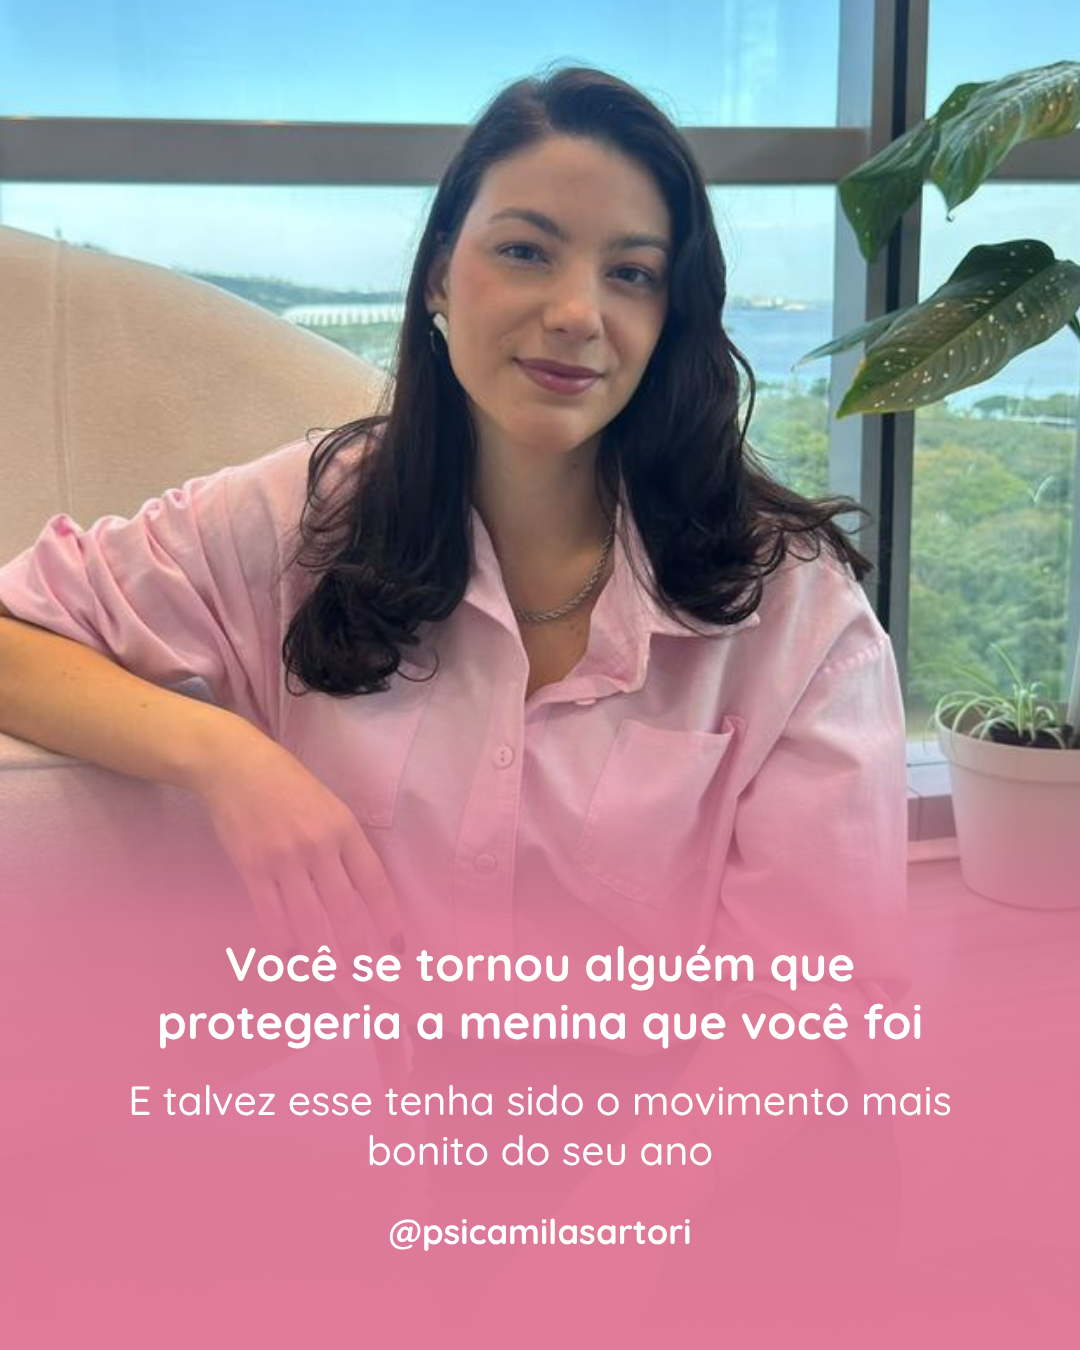 Você se tornou alguém que
protegeria a menina que você foi
E talvez esse tenha sido o movimento mais
bonito do seu ano
@psicamilasartori